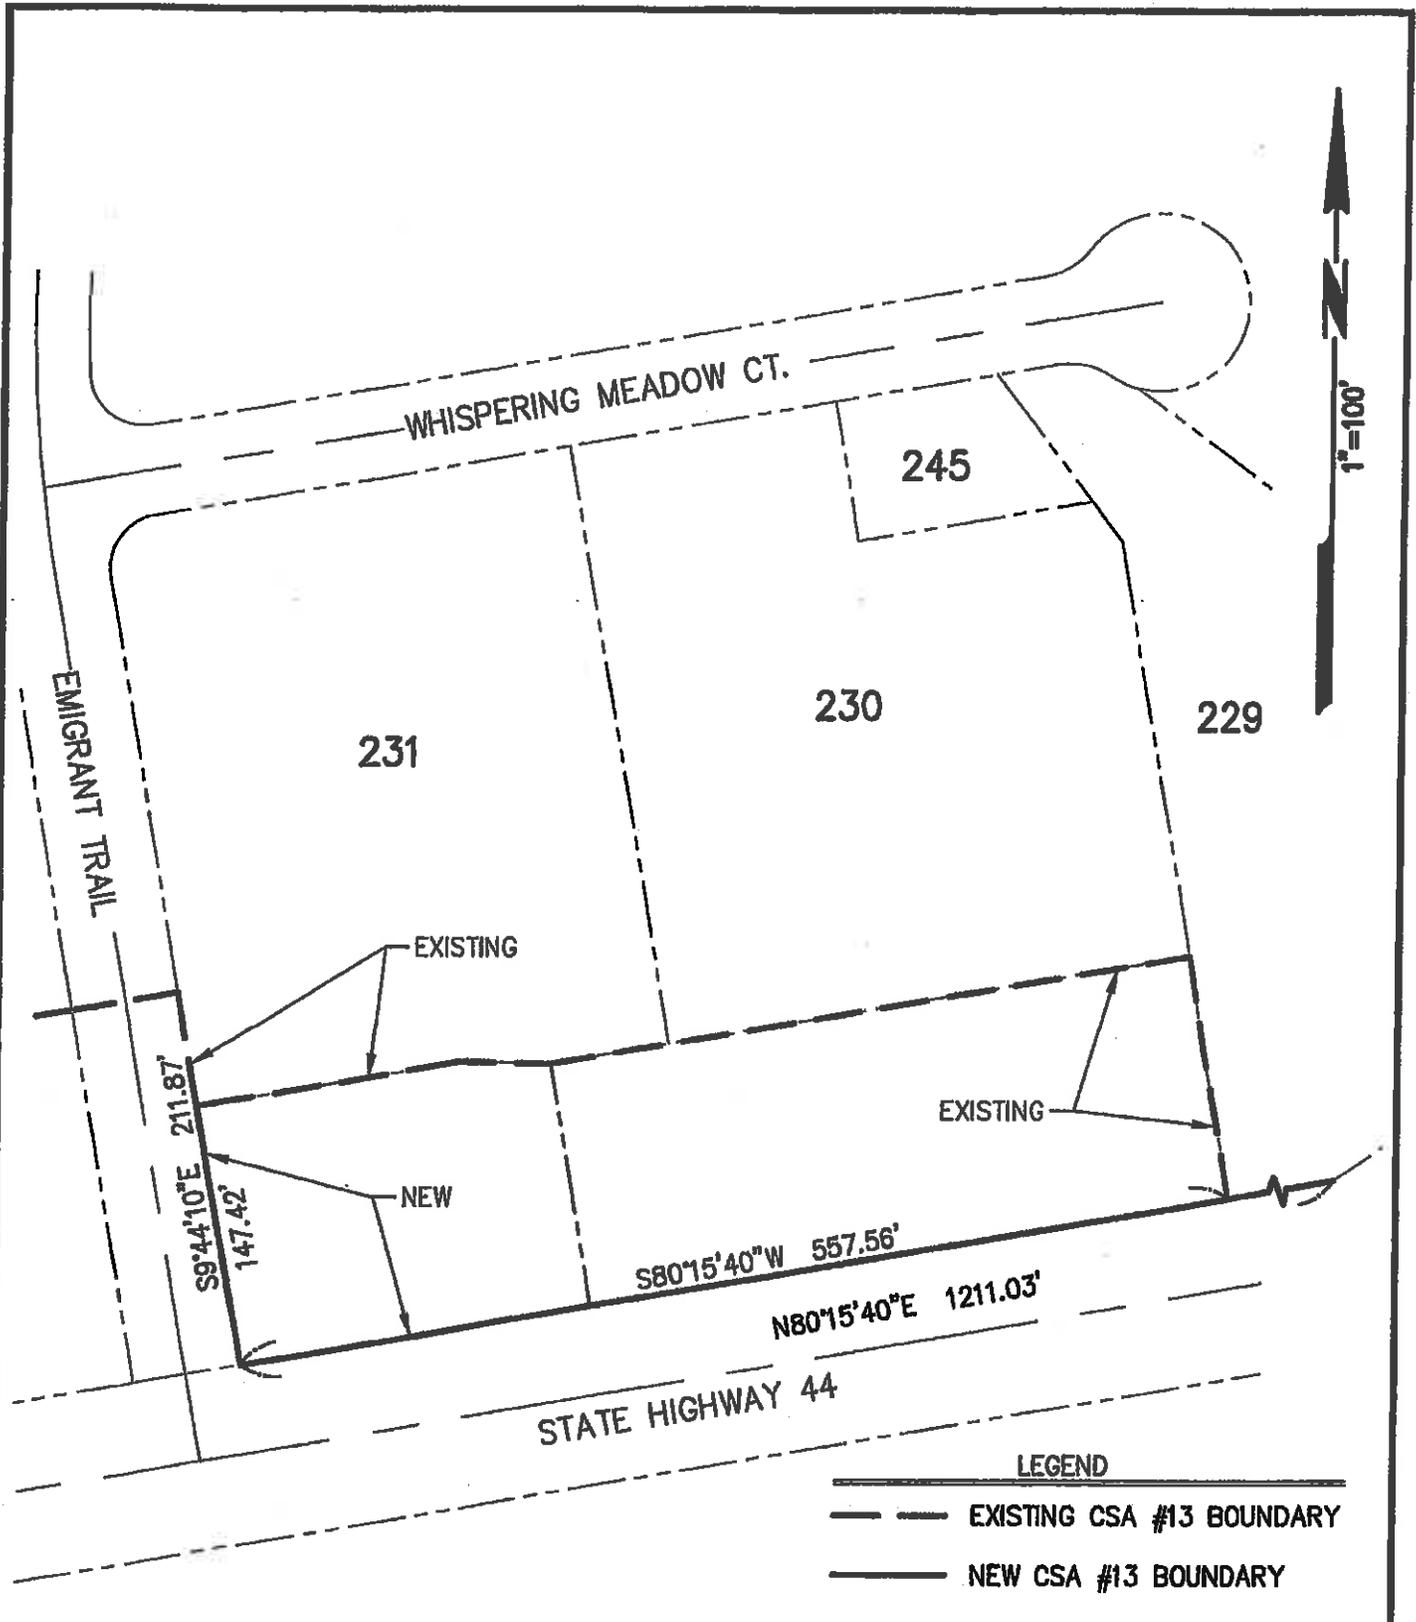 N
1"=100'
WHISPERING MEADOW CT.
245
231
230
229
EMIGRANT TRAIL
EXISTING
EXISTING
211.87'
S9°44'10"E
147.42'
NEW
S80°15'40"W 557.56'
N80°15'40"E 1211.03'
STATE HIGHWAY 44
LEGEND
EXISTING CSA #13 BOUNDARY
NEW CSA #13 BOUNDARY